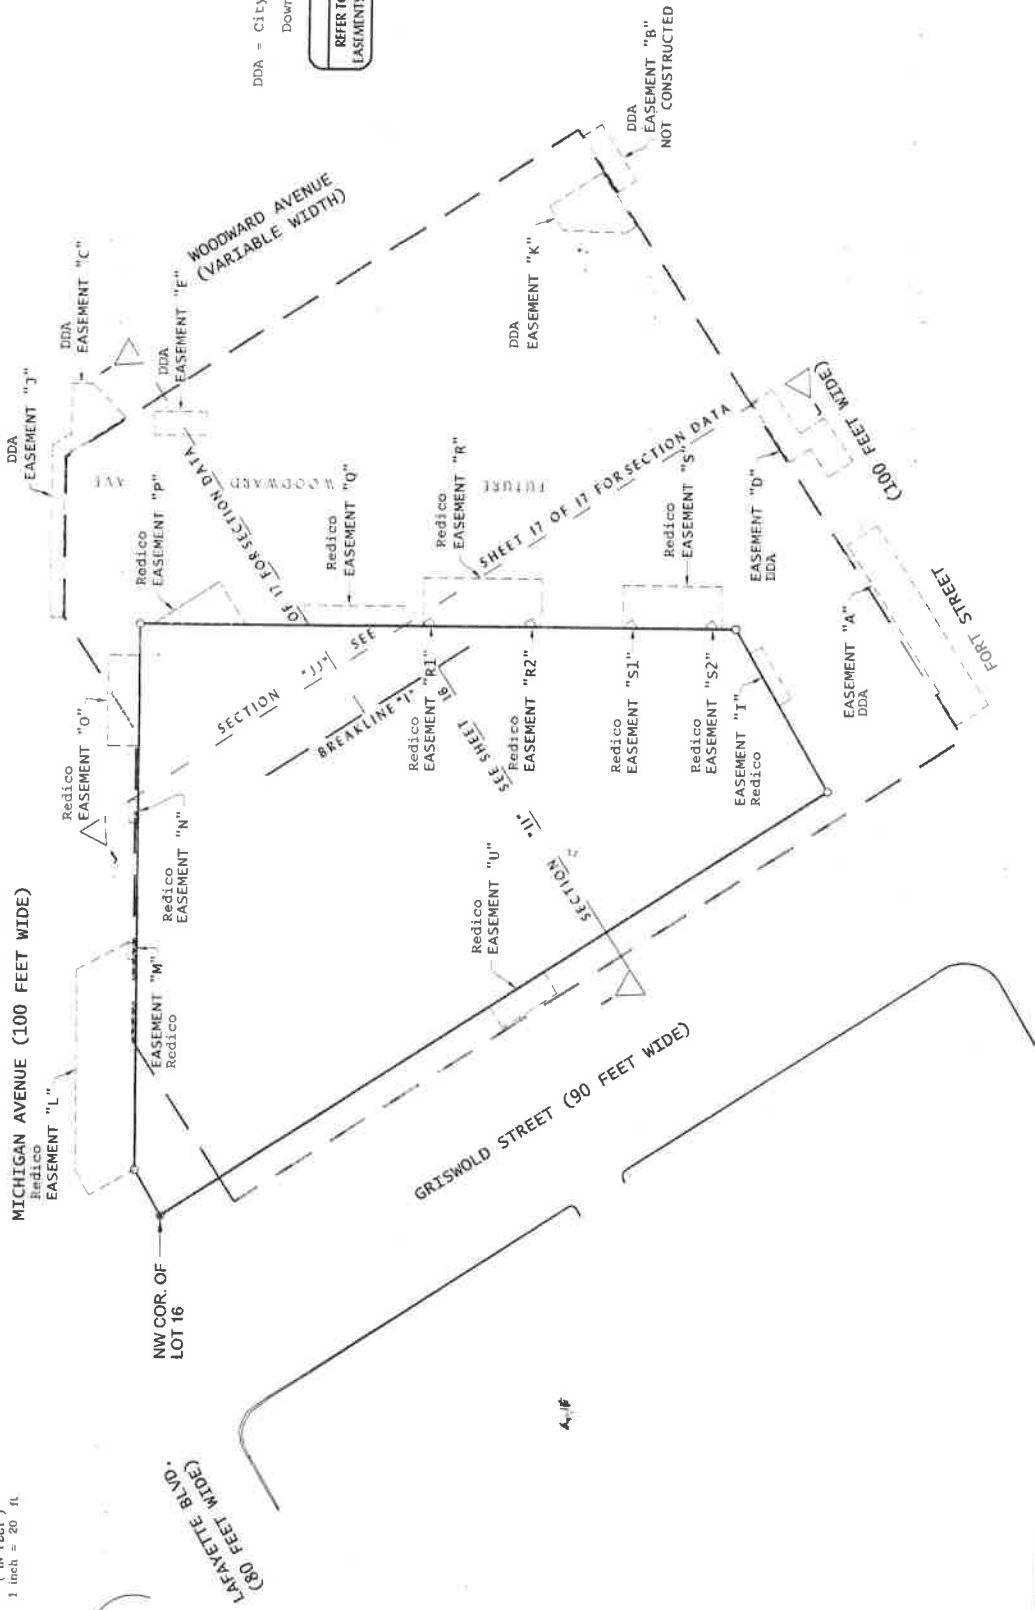 ( IN FEET )
1 inch = 20 ft
DDA = City
Down
REFER TO
EASEMENTS
MICHIGAN AVENUE (100 FEET WIDE)
Redico
EASEMENT "L"
EASEMENT "M"
Redico
Redico
EASEMENT "N"
Redico
EASEMENT "O"
DDA
EASEMENT "J"
DDA
EASEMENT "C"
DDA
EASEMENT "E"
WOODWARD AVENUE
(VARIABLE WIDTH)
Redico
EASEMENT "P"
FUTURE WOODWARD AVE
Redico
EASEMENT "Q"
Redico
EASEMENT "R"
Redico
EASEMENT "S"
SECTION "JJ" SEE SHEET 17 OF 17 FOR SECTION DATA
BREAKLINE "I"
SECTION "II" SEE SHEET 16 OF 17 FOR SECTION DATA
Redico
EASEMENT "R1"
Redico
EASEMENT "R2"
Redico
EASEMENT "S1"
Redico
EASEMENT "S2"
EASEMENT "I"
Redico
Redico
EASEMENT "U"
DDA
EASEMENT "K"
DDA
EASEMENT "B"
NOT CONSTRUCTED
EASEMENT "D"
DDA
EASEMENT "A"
DDA
FORT STREET
(100 FEET WIDE)
GRISWOLD STREET (90 FEET WIDE)
NW COR. OF
LOT 16
LAFAYETTE BLVD.
(80 FEET WIDE)